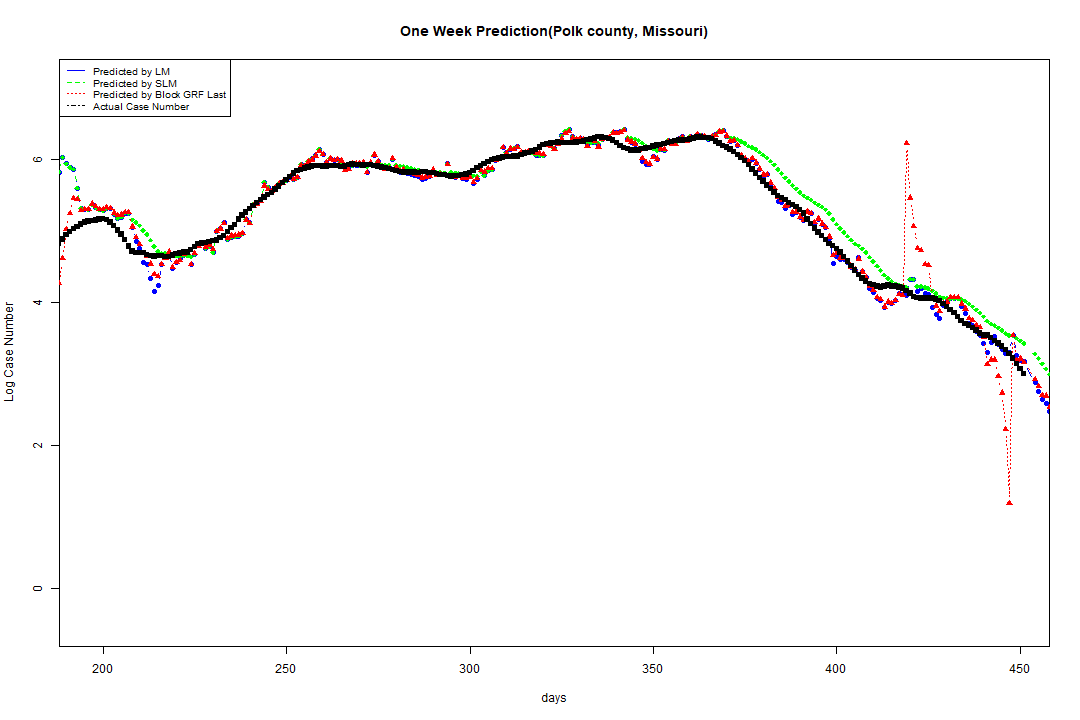 One Week Prediction(Polk county, Missouri)
Predicted by LM
Predicted by SLM
Predicted by Block GRF Last
Actual Case Number
Log Case Number
6
4
2
0
200 250 300 350 400 450
days